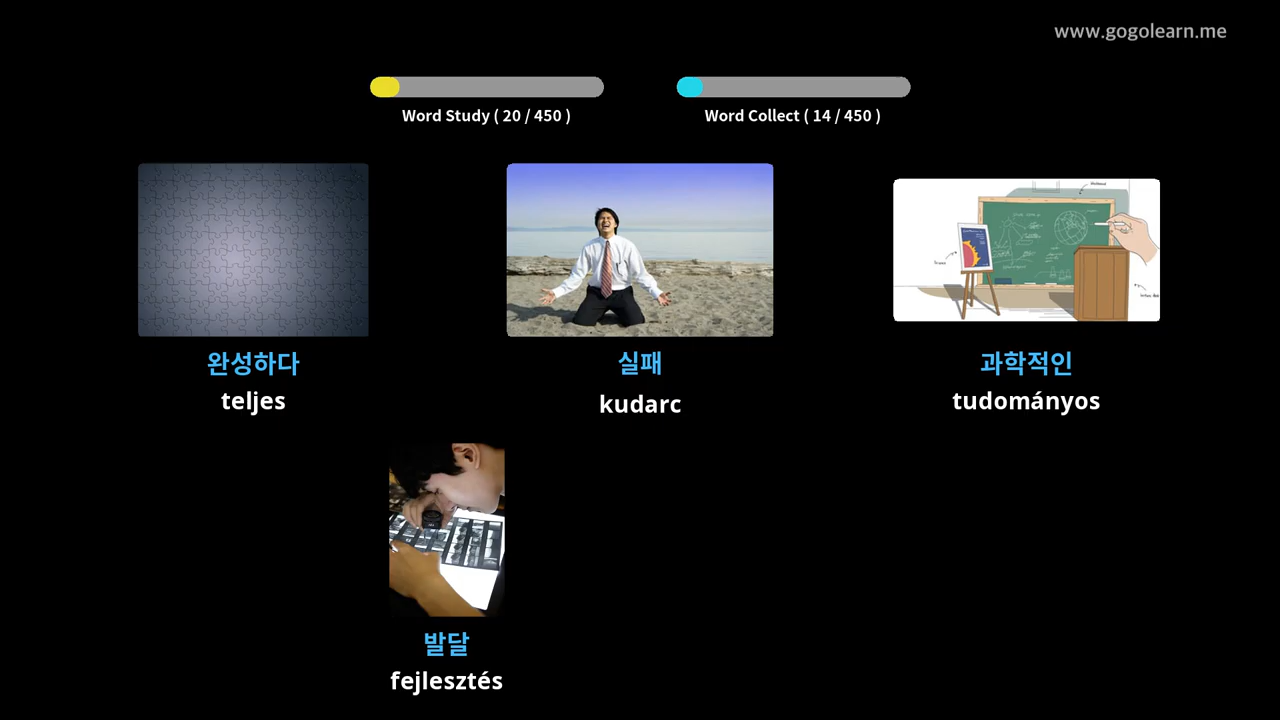 www.gogolearn.me
Word Study ( 20 / 450 )
Word Collect ( 14 / 450 )
완성하다
teljes
실패
kudarc
과학적인
tudományos
발달
fejlesztés